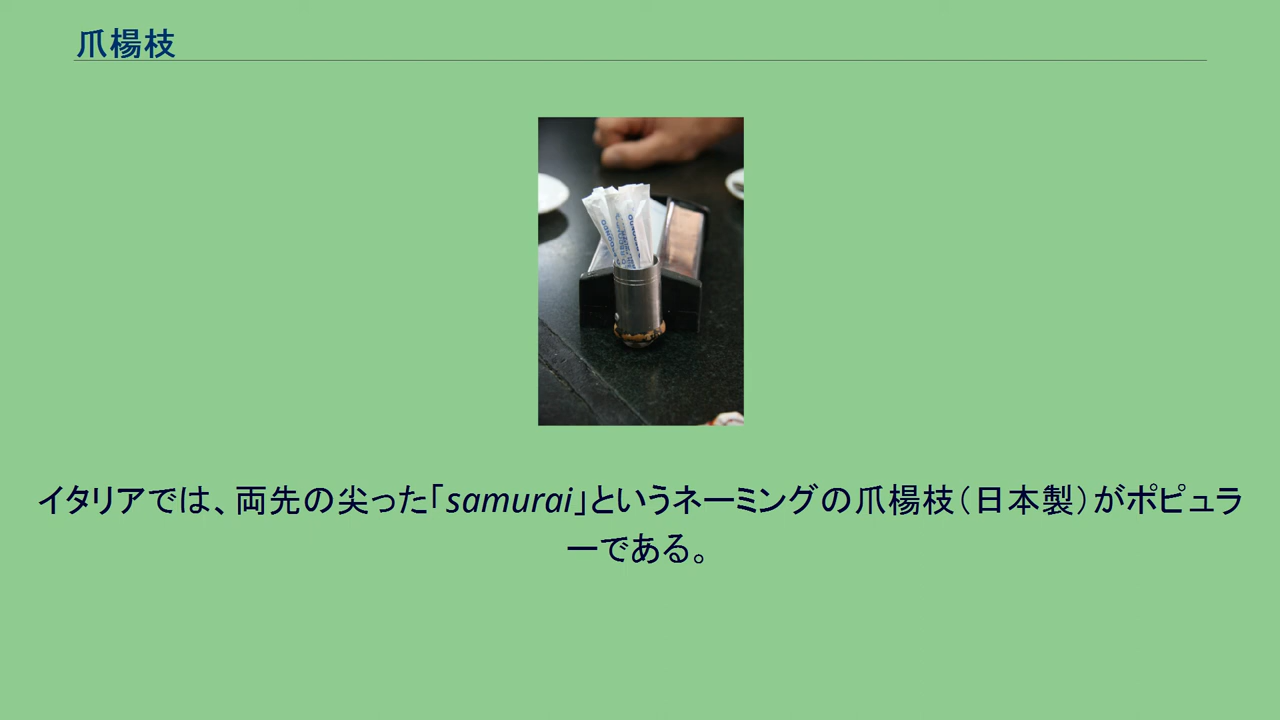 爪楊枝
イタリアでは、両先の尖った「samurai」というネーミングの爪楊枝（日本製）がポピュラ
ーである。